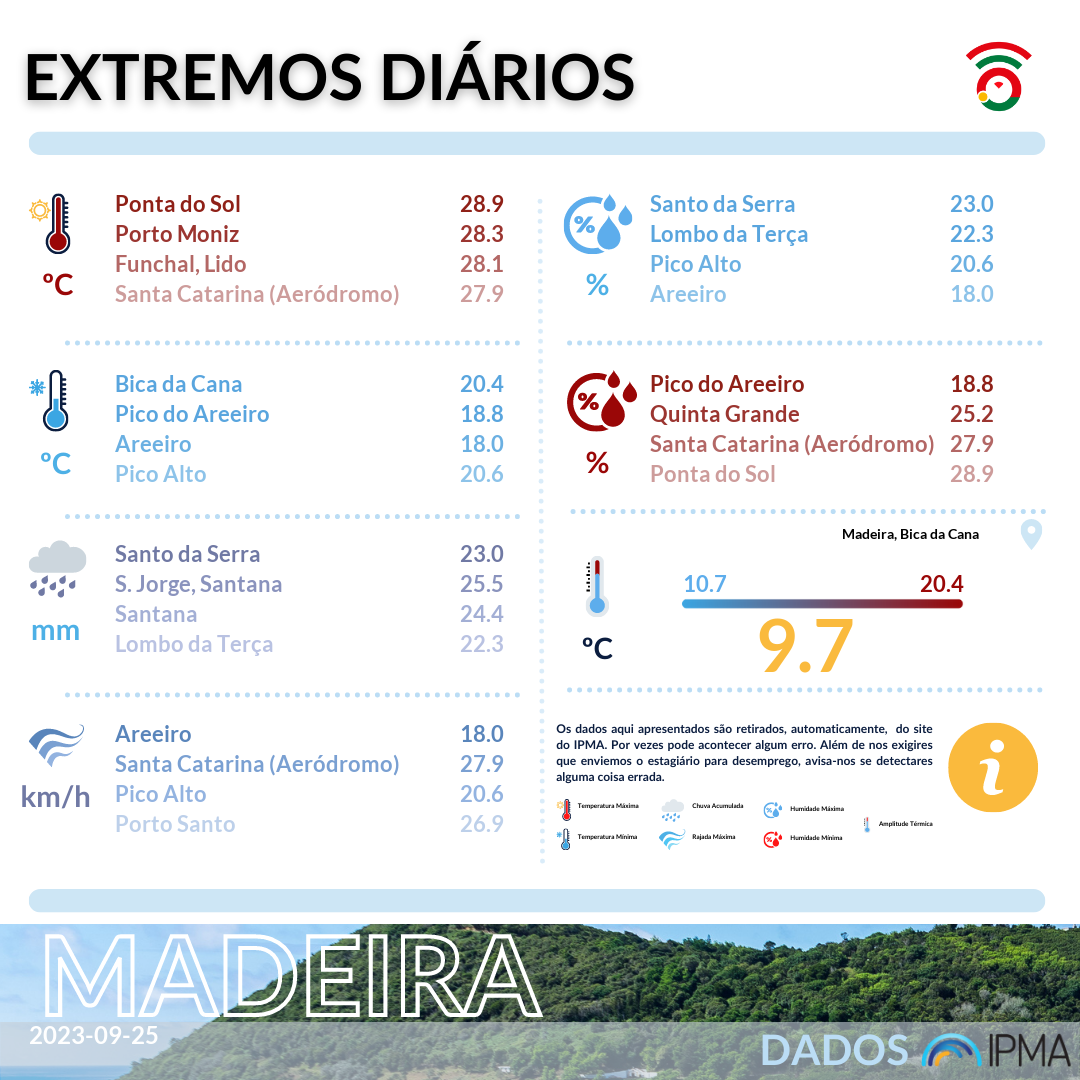 EXTREMOS DIÁRIOS
ºC
Ponta do Sol 28.9
Porto Moniz 28.3
Funchal, Lido 28.1
Santa Catarina (Aeródromo) 27.9
ºC
Bica da Cana 20.4
Pico do Areeiro 18.8
Areeiro 18.0
Pico Alto 20.6
mm
Santo da Serra 23.0
S. Jorge, Santana 25.5
Santana 24.4
Lombo da Terça 22.3
km/h
Areeiro 18.0
Santa Catarina (Aeródromo) 27.9
Pico Alto 20.6
Porto Santo 26.9
%
%
Santo da Serra 23.0
Lombo da Terça 22.3
Pico Alto 20.6
Areeiro 18.0
%
%
Pico do Areeiro 18.8
Quinta Grande 25.2
Santa Catarina (Aeródromo) 27.9
Ponta do Sol 28.9
Madeira, Bica da Cana
ºC
10.7 20.4
9.7
Os dados aqui apresentados são retirados, automaticamente, do site
do IPMA. Por vezes pode acontecer algum erro. Além de nos exigires
que enviemos o estagiário para desemprego, avisa-nos se detectares
alguma coisa errada.
i
Temperatura Máxima
Chuva Acumulada
% Humidade Máxima
Amplitude Térmica
Temperatura Mínima
Rajada Máxima
% Humidade Mínima
MADEIRA
2023-09-25
DADOS IPMA